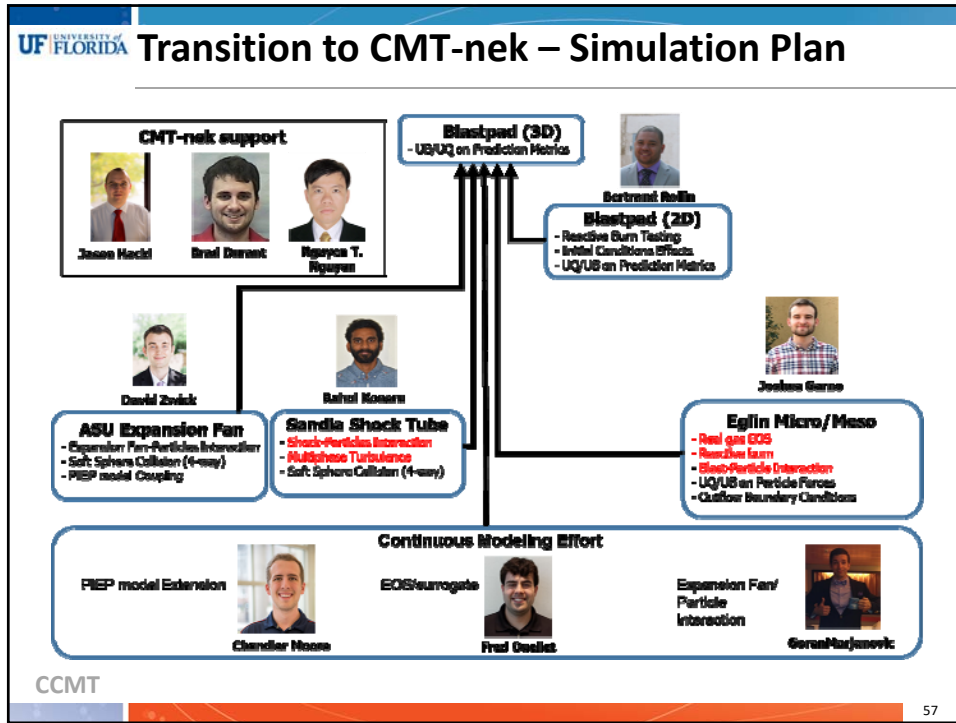 UF UNIVERSITY of FLORIDA
Transition to CMT-nek – Simulation Plan
CMT-nek support
Jason Hackl
Brad Durant
Nguyen T.
Nguyen
Blastpad (3D)
- UB/UQ on Prediction Metrics
Bertrand Rollin
Blastpad (2D)
- Reactive Burn Testing
- Initial Conditions Effects
- UQ/UB on Prediction Metrics
David Zwick
ASU Expansion Fan
- Expansion Fan-Particles Interaction
- Soft Sphere Collision (4-way)
- PIEP model Coupling
Rahul Koneru
Sandia Shock Tube
- Shock-Particles Interaction
- Multiphase Turbulence
- Soft Sphere Collision (4-way)
Joshua Garno
Eglin Micro/Meso
- Real gas EOS
- Reactive burn
- Blast-Particle Interaction
- UQ/UB on Particle Forces
- Outflow Boundary Conditions
Continuous Modeling Effort
PIEP model Extension
Chandler Moore
EOS/surrogate
Fred Ouellet
Expansion Fan/
Particle
interaction
GoranMarjanovic
CCMT
57